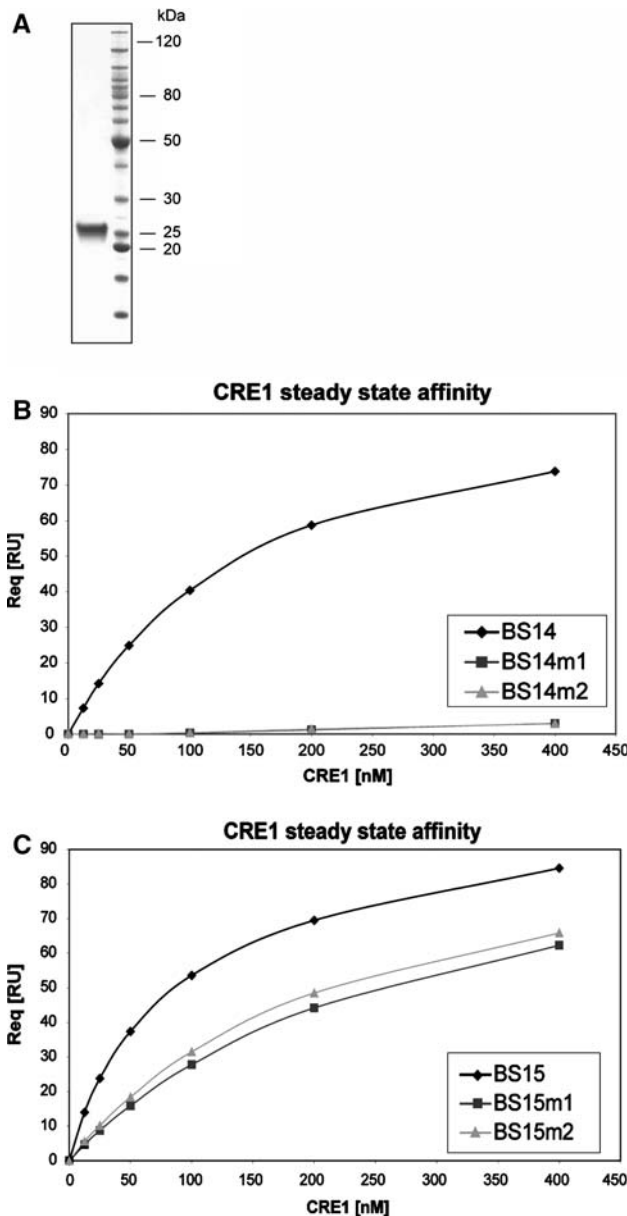 A
kDa
120
80
50
30
25
20
B
CRE1 steady state affinity
90
80
70
60
50
40
30
20
10
0
Req [RU]
BS14
BS14m1
BS14m2
0 50 100 150 200 250 300 350 400 450
CRE1 [nM]
C
CRE1 steady state affinity
90
80
70
60
50
40
30
20
10
0
Req [RU]
BS15
BS15m1
BS15m2
0 50 100 150 200 250 300 350 400 450
CRE1 [nM]